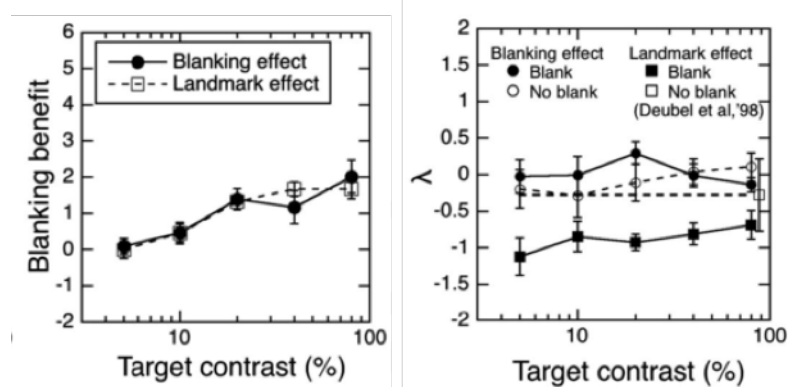 6
5
4
3
2
1
0
-1
-2
Blanking benefit
Blanking effect
Landmark effect
10
100
Target contrast (%)
2
1.5
1
0.5
0
-0.5
-1
-1.5
-2
λ
Blanking effect Landmark effect
Blank Blank
No blank No blank
(Deubel et al,'98)
10
100
Target contrast (%)